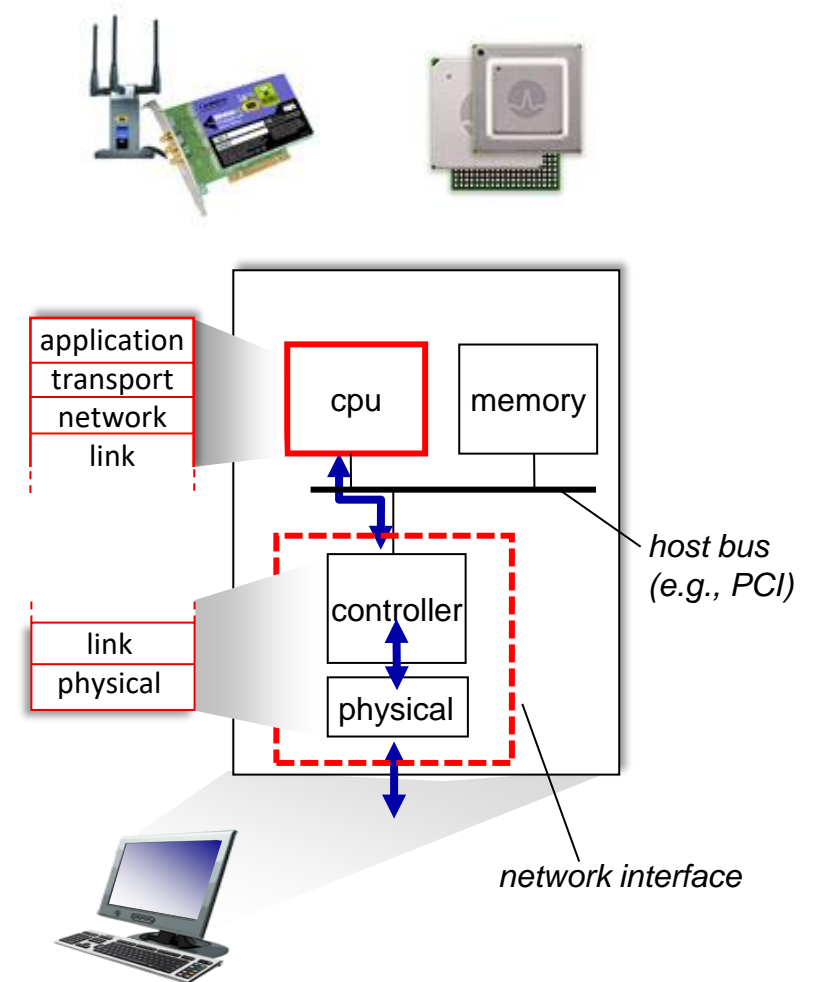 application
transport
network
link
cpu
memory
host bus
(e.g., PCI)
controller
link
physical
physical
network interface